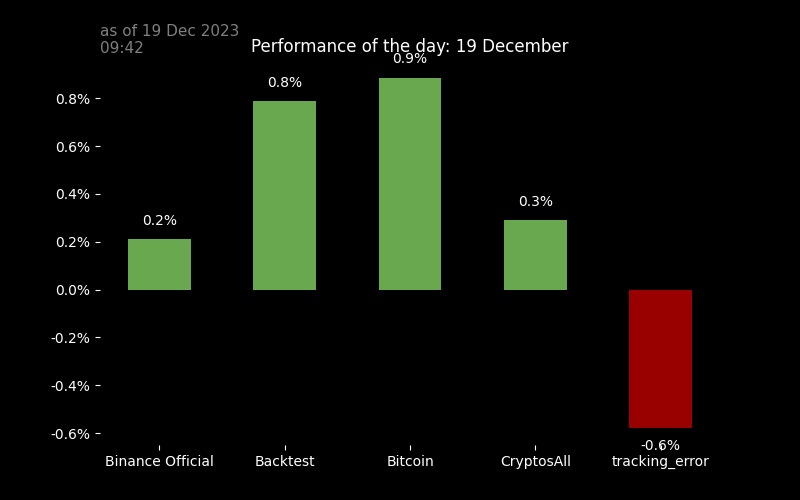 as of 19 Dec 2023
09:42
Performance of the day: 19 December
0.9%
0.8%
0.8%
0.6%
0.4%
0.3%
0.2%
0.2%
0.0%
-0.2%
-0.4%
-0.6%
-0.6%
Binance Official
Backtest
Bitcoin
CryptosAll
tracking_error